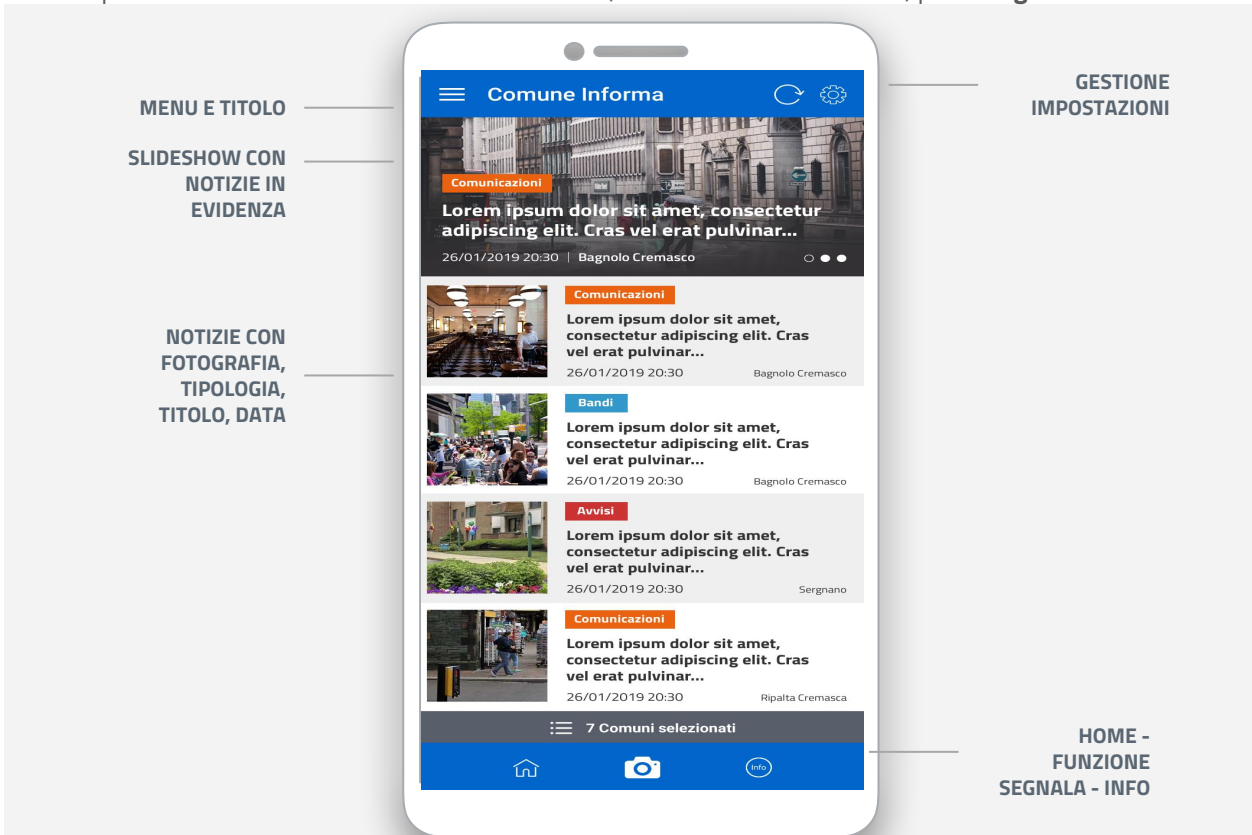 MENU E TITOLO
SLIDESHOW CON
NOTIZIE IN
EVIDENZA
NOTIZIE CON
FOTOGRAFIA,
TIPOLOGIA,
TITOLO, DATA
Comune Informa
Comunicazioni
Lorem ipsum dolor sit amet, consectetur
adipiscing elit. Cras vel erat pulvinar...
26/01/2019 20:30 | Bagnolo Cremasco
Comunicazioni
Lorem ipsum dolor sit amet,
consectetur adipiscing elit. Cras
vel erat pulvinar...
26/01/2019 20:30 Bagnolo Cremasco
Bandi
Lorem ipsum dolor sit amet,
consectetur adipiscing elit. Cras
vel erat pulvinar...
26/01/2019 20:30 Bagnolo Cremasco
Avvisi
Lorem ipsum dolor sit amet,
consectetur adipiscing elit. Cras
vel erat pulvinar...
26/01/2019 20:30 Sergnano
Comunicazioni
Lorem ipsum dolor sit amet,
consectetur adipiscing elit. Cras
vel erat pulvinar...
26/01/2019 20:30 Ripalta Cremasca
7 Comuni selezionati
Info
GESTIONE
IMPOSTAZIONI
HOME -
FUNZIONE
SEGNALA - INFO